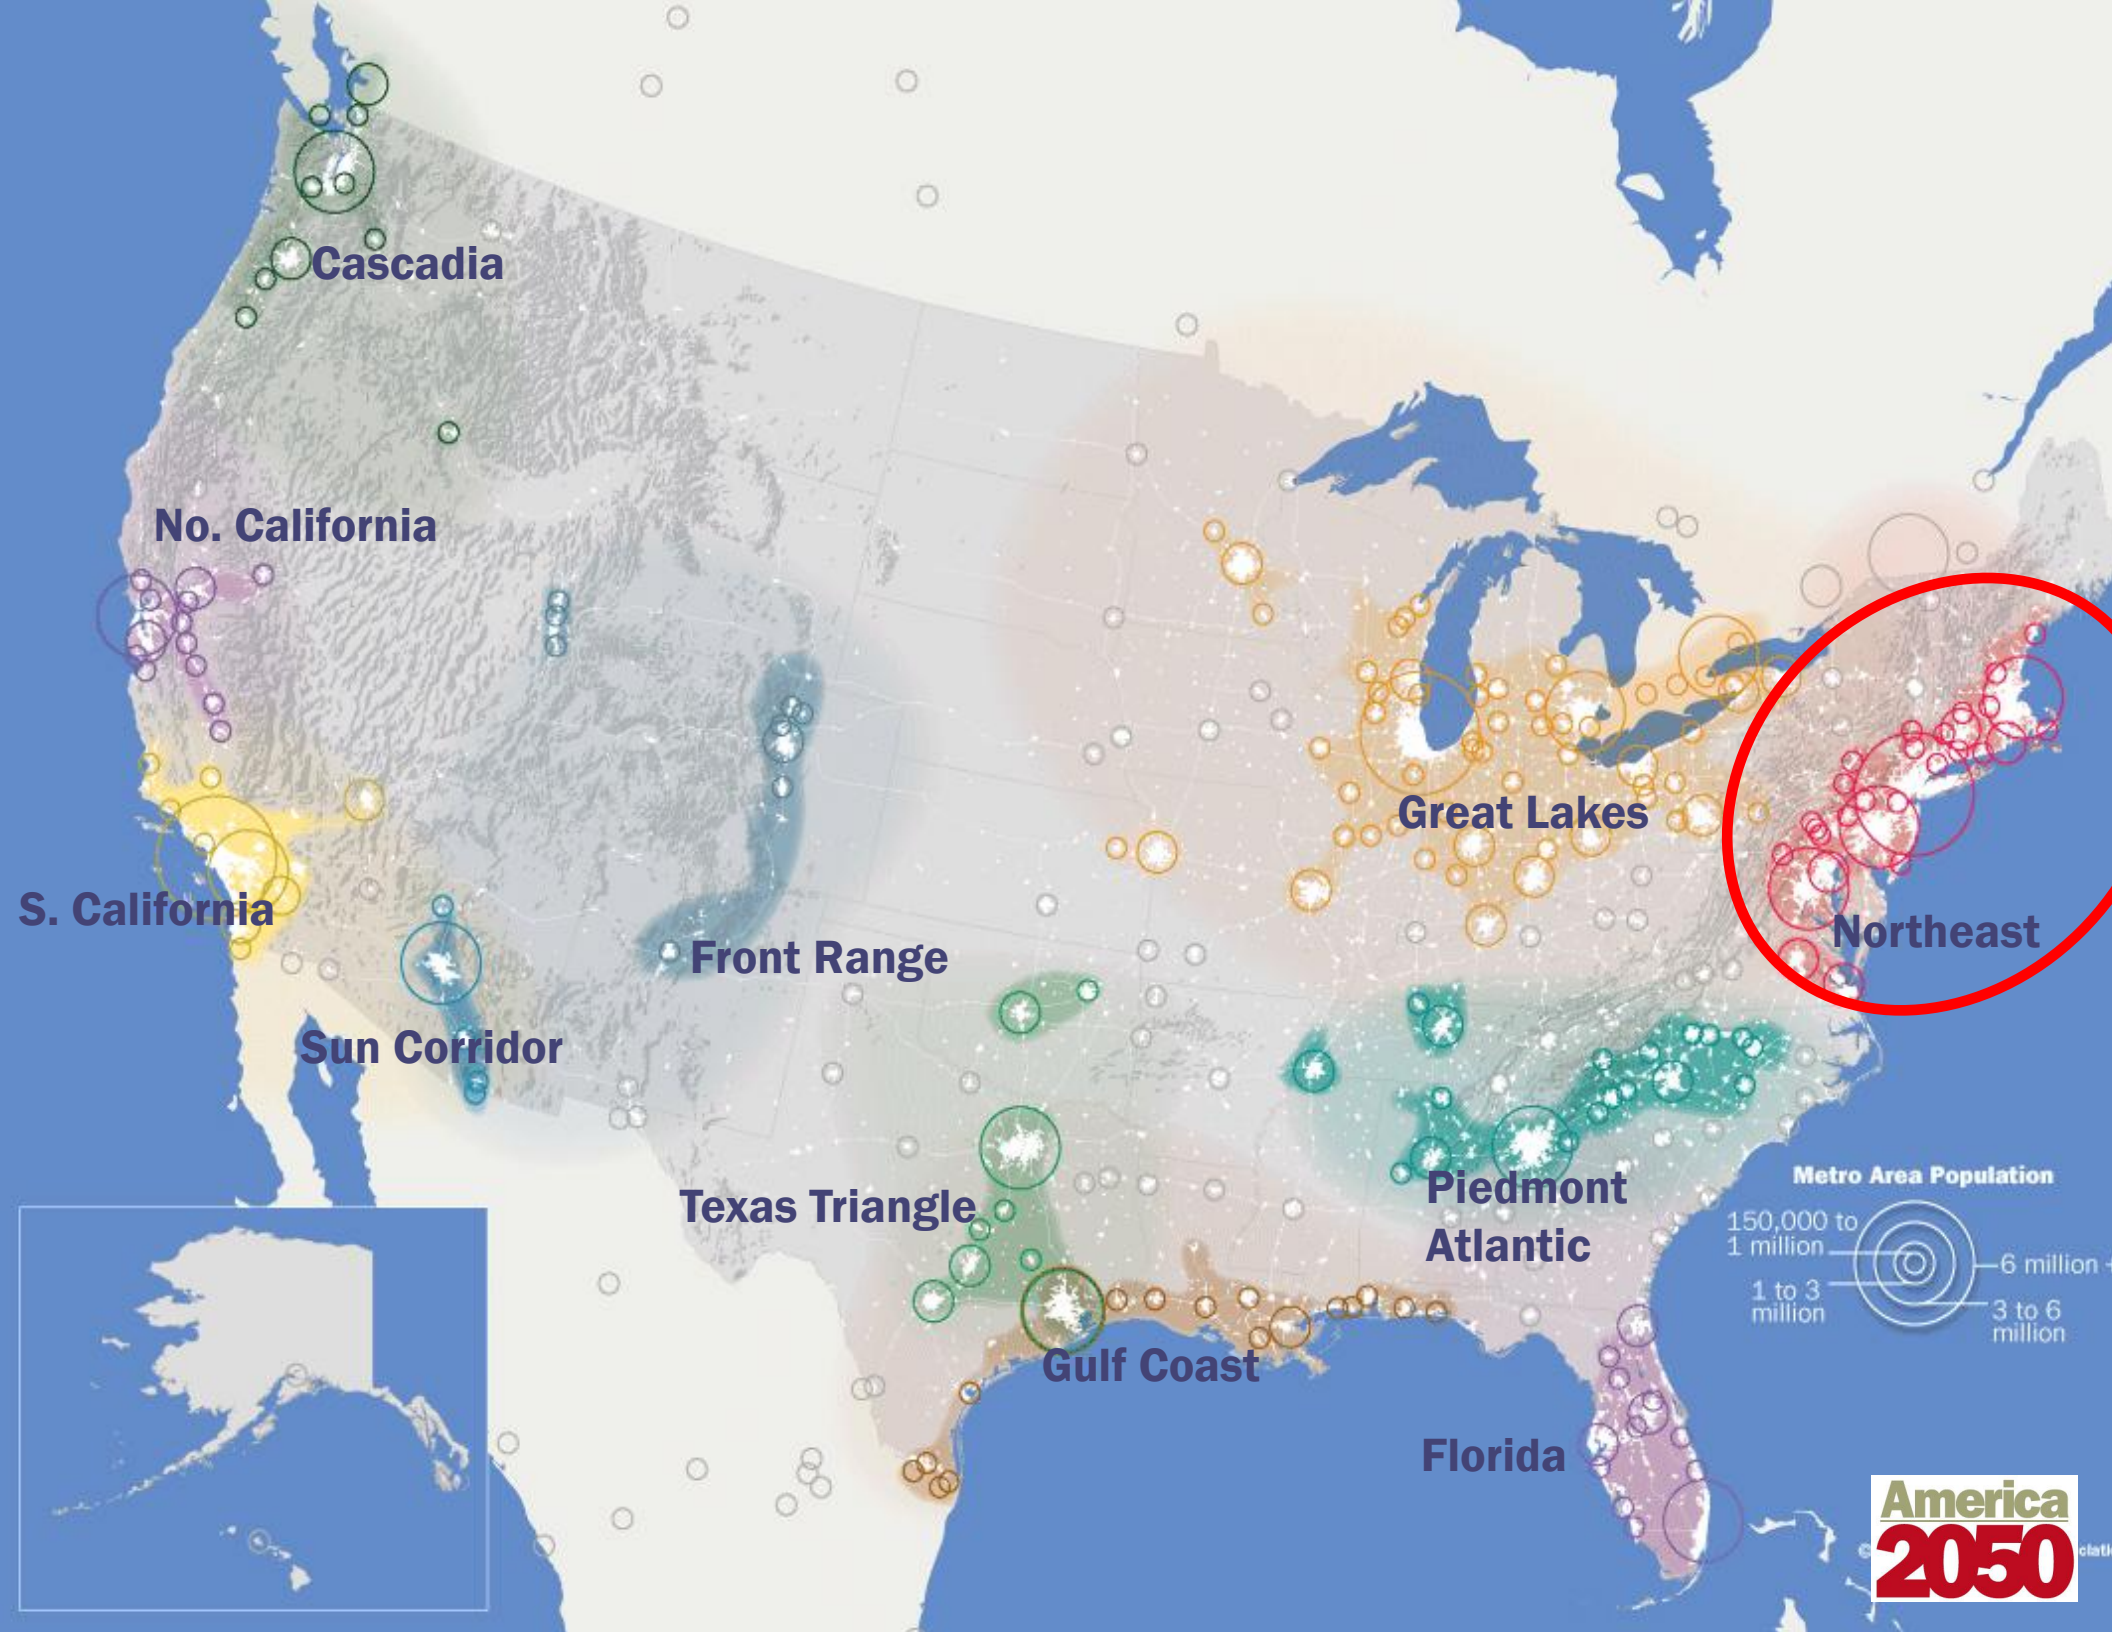 Cascadia
No. California
Great Lakes
S. California
Northeast
Front Range
Sun Corridor
Piedmont
Atlantic
Texas Triangle
Metro Area Population
150,000 to
1 million
6 million +
1 to 3
million
3 to 6
million
Gulf Coast
Florida
America
2050
©